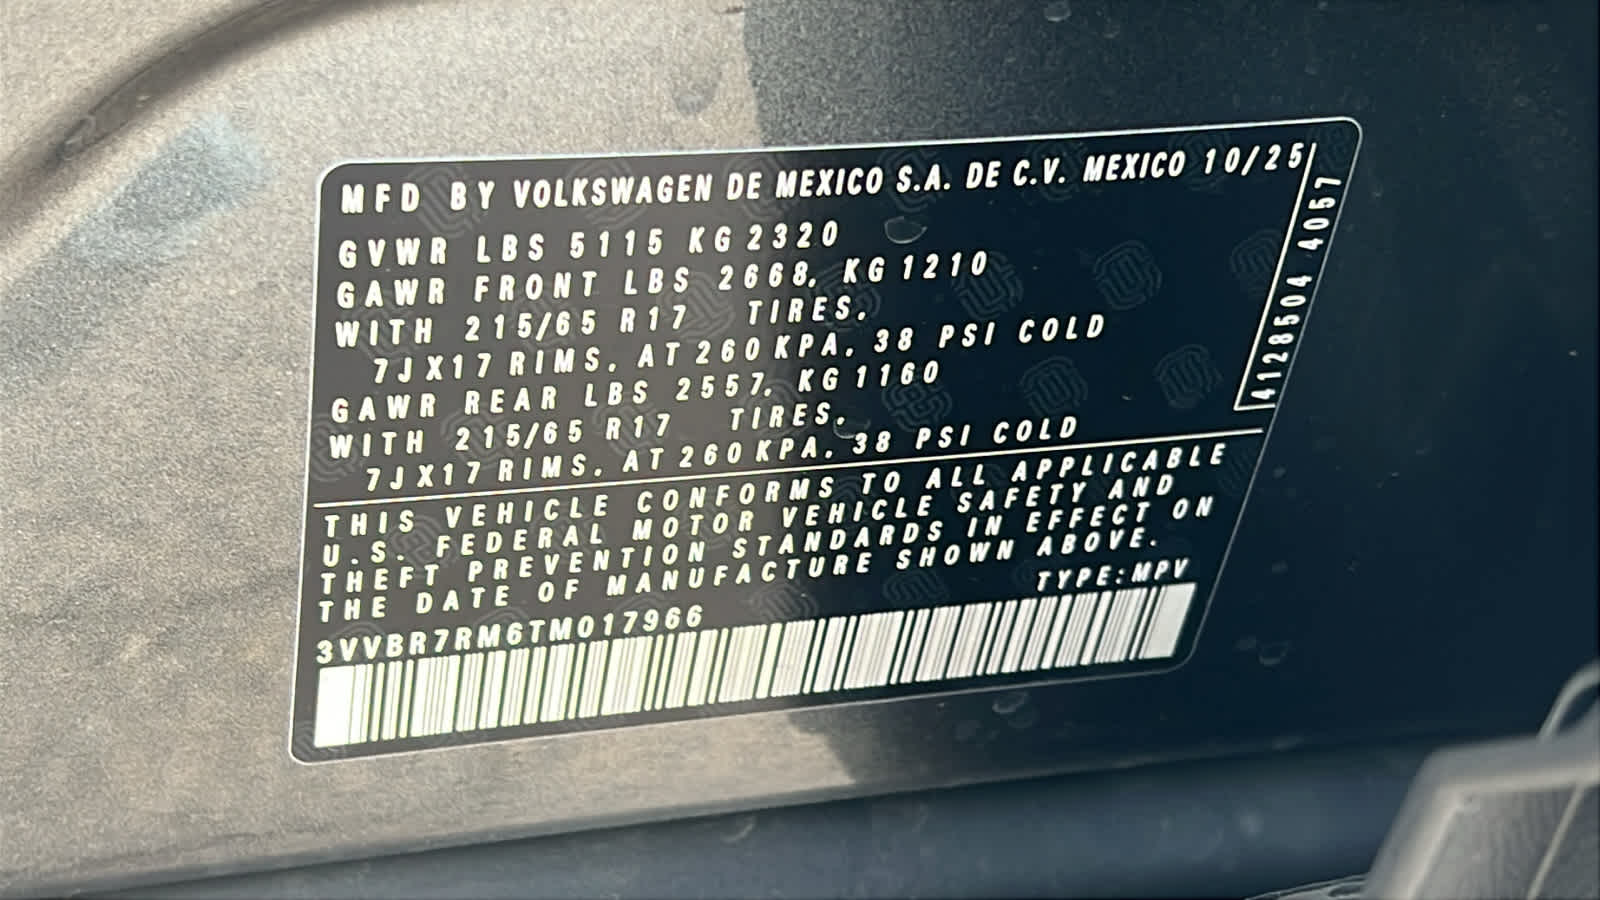 MFD BY VOLKSWAGEN DE MEXICO S.A. DE C.V. MEXICO 10/25
GVWR LBS 5115 KG 2320
GAWR FRONT LBS 2668, KG 1210
WITH 215/65 R17 TIRES,
7JX17 RIMS, AT 260 KPA, 38 PSI COLD
GAWR REAR LBS 2557, KG 1160
WITH 215/65 R17 TIRES,
7JX17 RIMS, AT 260 KPA, 38 PSI COLD
4128504 4057
THIS VEHICLE CONFORMS TO ALL APPLICABLE
U.S. FEDERAL MOTOR VEHICLE SAFETY AND
THEFT PREVENTION STANDARDS IN EFFECT ON
THE DATE OF MANUFACTURE SHOWN ABOVE.
TYPE:MPV
3VVBR7RM6TM017966